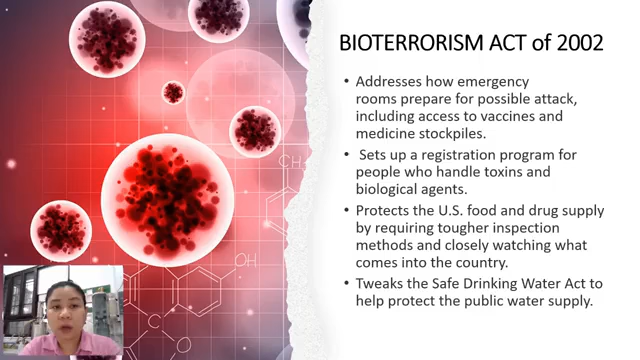 BIOTERRORISM ACT of 2002
• Addresses how emergency
rooms prepare for possible attack,
including access to vaccines and
medicine stockpiles.
• Sets up a registration program for
people who handle toxins and
biological agents.
• Protects the U.S. food and drug supply
by requiring tougher inspection
methods and closely watching what
comes into the country.
• Tweaks the Safe Drinking Water Act to
help protect the public water supply.
CH
OH
C
O